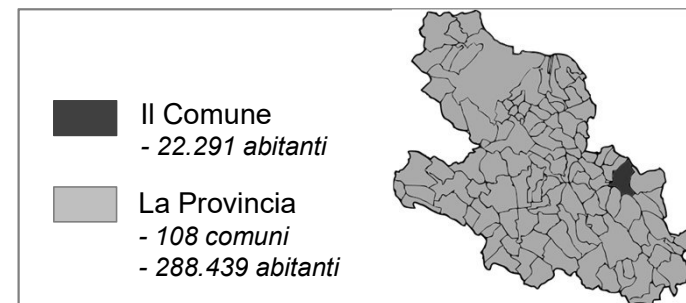 Il Comune
- 22.291 abitanti
La Provincia
- 108 comuni
- 288.439 abitanti